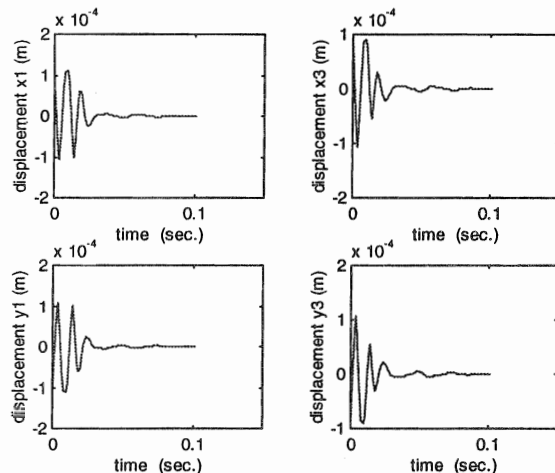 x 10^-4
2
1
0
-1
-2
displacement x1 (m)
0
0.1
time (sec.)
x 10^-4
1
0
-1
-2
displacement x3 (m)
0
0.1
time (sec.)
x 10^-4
2
1
0
-1
-2
displacement y1 (m)
0
0.1
time (sec.)
x 10^-4
2
1
0
-1
displacement y3 (m)
0
0.1
time (sec.)